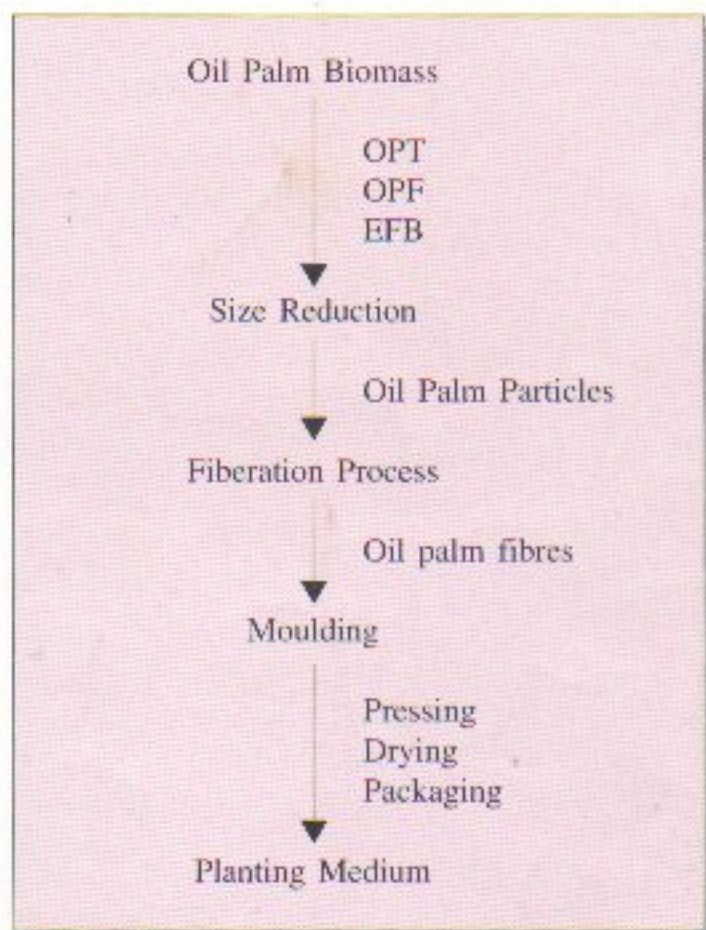 Oil Palm Biomass
OPT
OPF
EFB
Size Reduction
Oil Palm Particles
Fiberation Process
Oil palm fibres
Moulding
Pressing
Drying
Packaging
Planting Medium